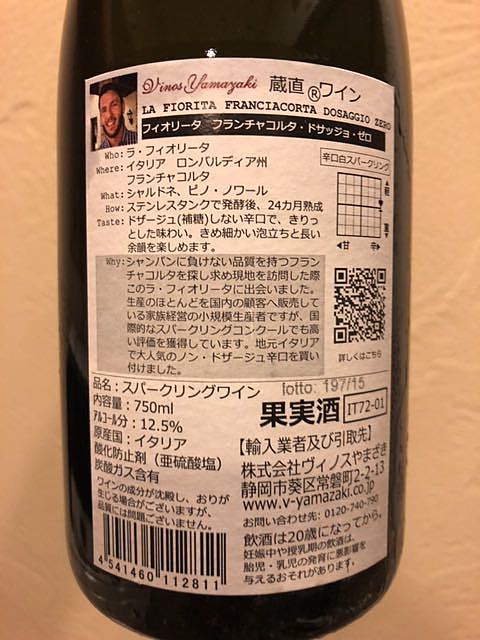 Vinos Yamazaki 蔵直®ワイン
LA FIORITA FRANCIACORTA DOSAGGIO ZERO
フィオリータ フランチャコルタ・ドサッジョ・ゼロ
Who: ラ・フィオリータ
Where: イタリア ロンバルディア州
フランチャコルタ
What: シャルドネ、ピノ・ノワール
How: ステンレスタンクで発酵後、24カ月熟成
Taste: ドザージュ(補糖)しない辛口で、きりっ
とした味わい。きめ細かい泡立ちと長い
余韻を楽しめます。
辛口白スパークリング
軽
重
◀甘 辛▶
詳しくはこちら
Why: シャンパンに負けない品質を持つフラン
チャコルタを探し求め現地を訪問した際
このラ・フィオリータに出会いました。
生産のほとんどを国内の顧客へ販売して
いる家族経営の小規模生産者ですが、国
際的なスパークリングコンクールでも高
い評価を獲得しています。地元イタリア
で大人気のノン・ドザージュ辛口を買い
付けました。
品名：スパークリングワイン
内容量：750ml
アルコール分：12.5%
原産国：イタリア
酸化防止剤（亜硫酸塩）
炭酸ガス含有
ワインの成分が沈殿し、おりが
生じる場合がございますが、
品質には問題ございません。
4 541460 112811
lotto: 197/15
果実酒 IT72-01
【輸入業者及び引取先】
株式会社ヴィノスやまざき
静岡市葵区常磐町2-2-13
www.v-yamazaki.co.jp
お問い合わせ先: 0120-740-790
飲酒は20歳になってから。
妊娠中や授乳期の飲酒は、
胎児・乳児の発育に悪影響を
与えるおそれがあります。